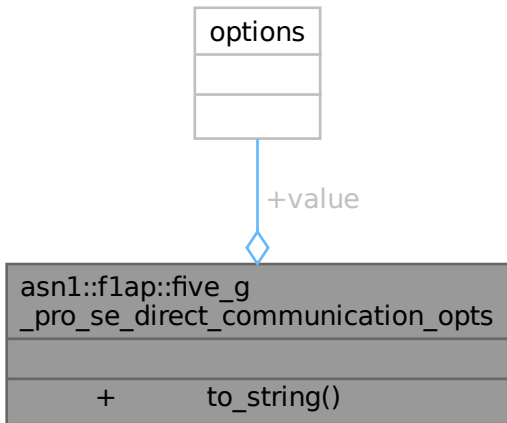 options
+value
asn1::f1ap::five_g
_pro_se_direct_communication_opts
+ to_string()